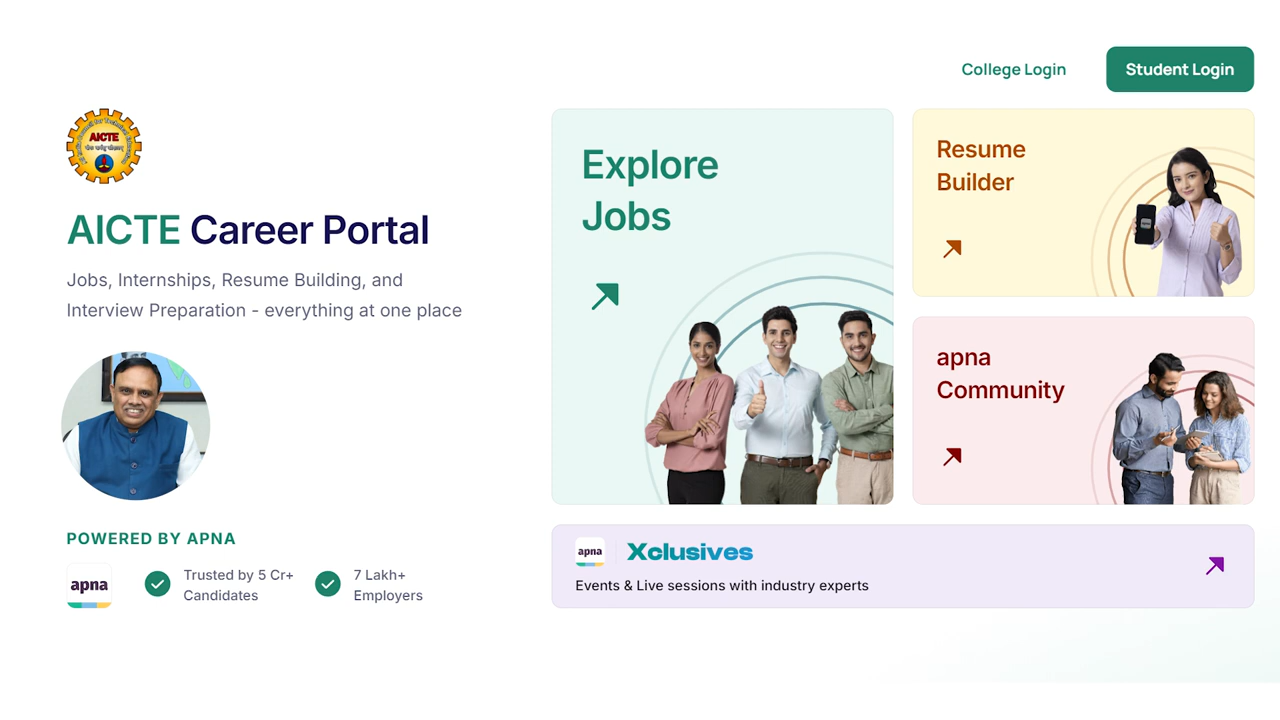 College Login
Student Login
AICTE
AICTE Career Portal
Jobs, Internships, Resume Building, and
Interview Preparation - everything at one place
POWERED BY APNA
apna
Trusted by 5 Cr+
Candidates
7 Lakh+
Employers
Explore
Jobs
Resume
Builder
apna
Community
apna
Xclusives
Events & Live sessions with industry experts